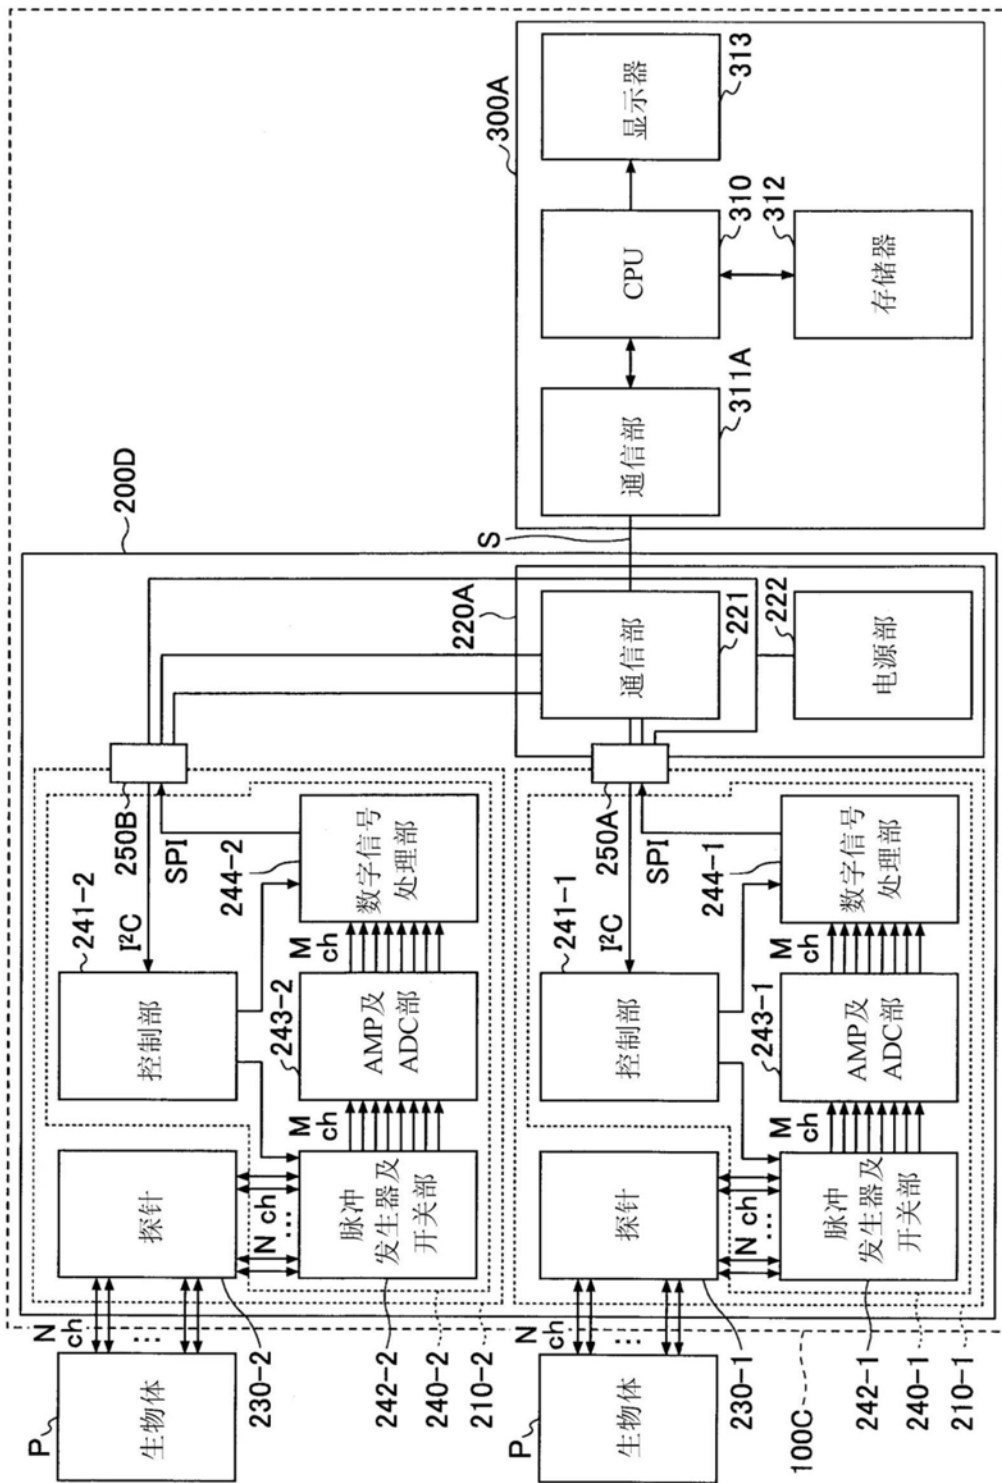 100C
200D
300A
P
生物体
N
ch
探针
230-2
N ch
脉冲
发生器及
开关部
242-2
240-2
210-2
控制部
241-2
I²C
M
ch
AMP及
ADC部
243-2
M
ch
数字信号
处理部
244-2
SPI
250B
P
生物体
N
ch
探针
230-1
N ch
脉冲
发生器及
开关部
242-1
240-1
210-1
控制部
241-1
I²C
M
ch
AMP及
ADC部
243-1
M
ch
数字信号
处理部
244-1
SPI
250A
220A
通信部
221
电源部
222
S
通信部
311A
CPU
310
存储器
312
显示器
313